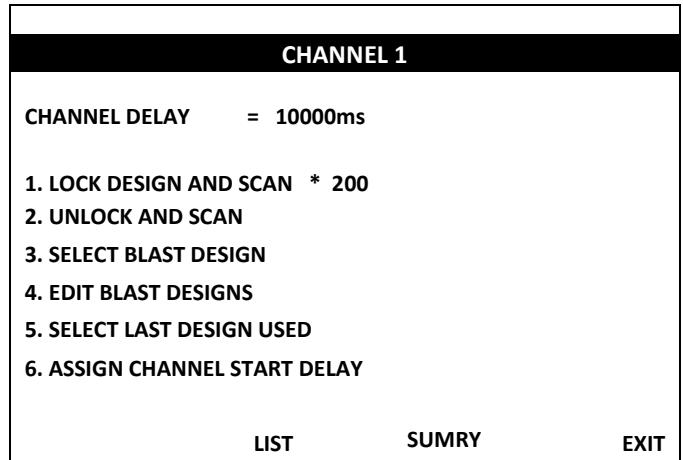 CHANNEL 1
CHANNEL DELAY = 10000ms
1. LOCK DESIGN AND SCAN * 200
2. UNLOCK AND SCAN
3. SELECT BLAST DESIGN
4. EDIT BLAST DESIGNS
5. SELECT LAST DESIGN USED
6. ASSIGN CHANNEL START DELAY
LIST SUMRY EXIT